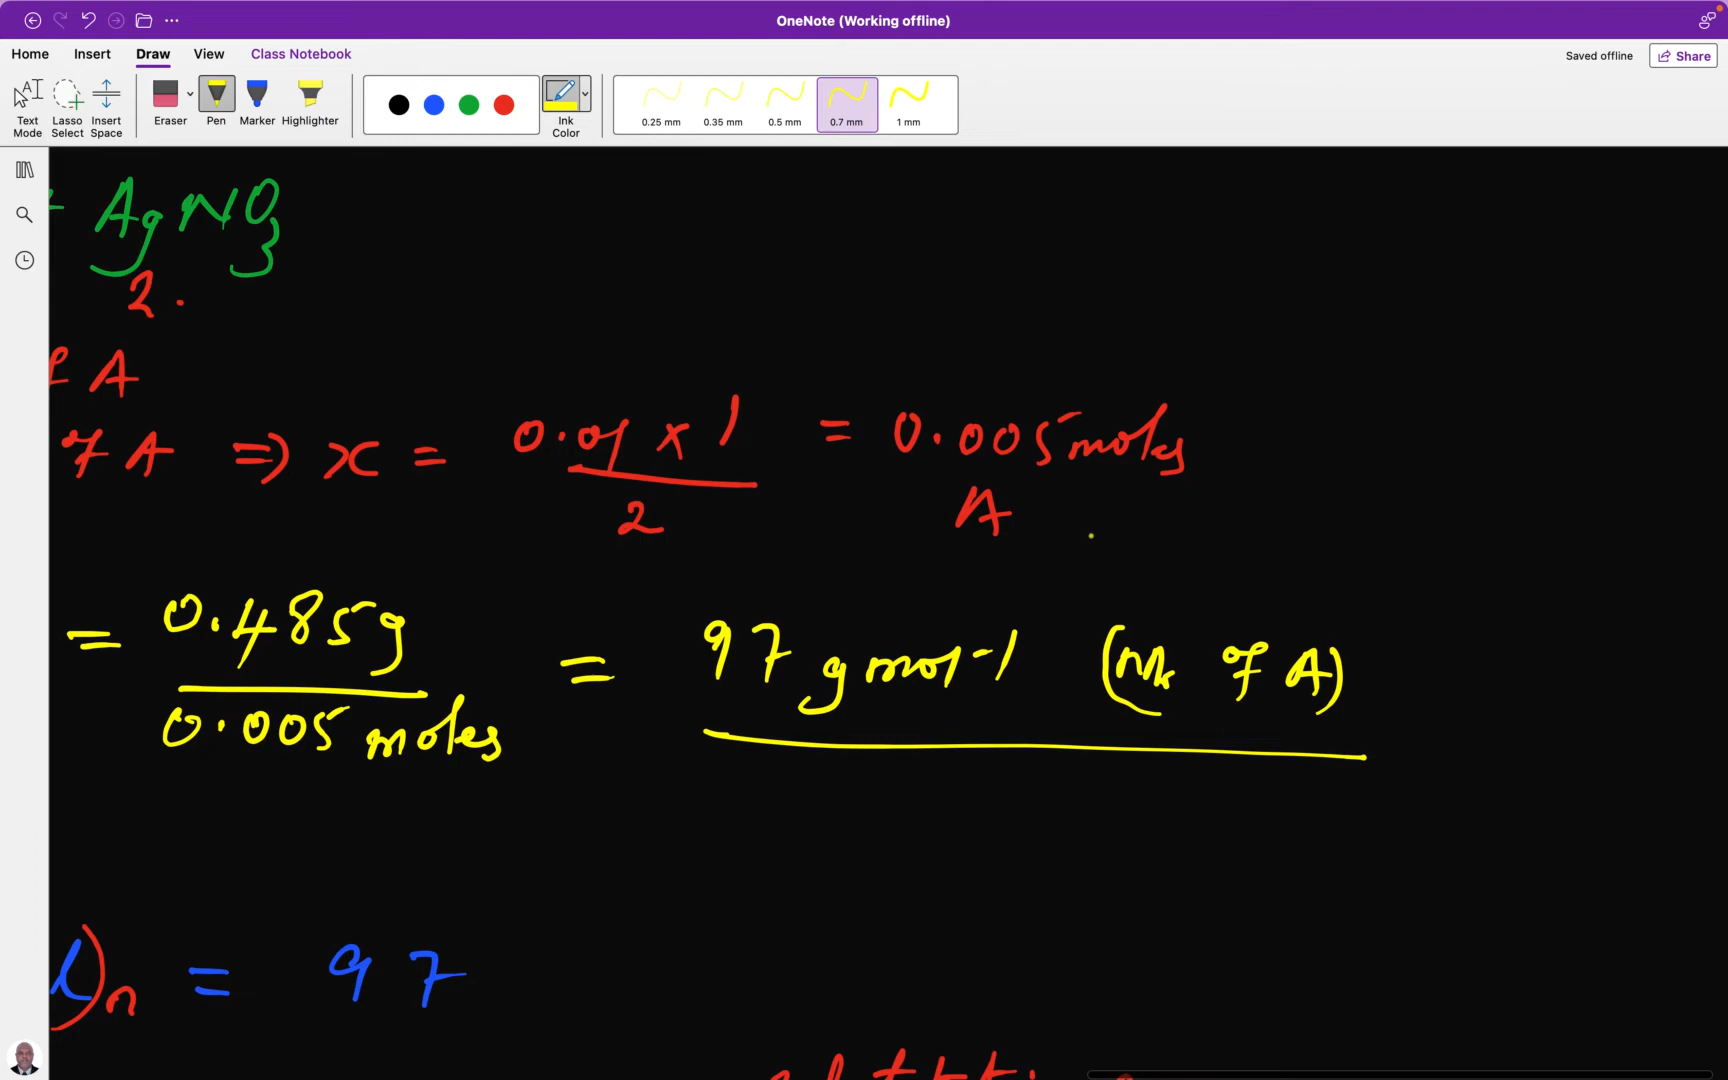 OneNote (Working offline)
Home Insert Draw View Class Notebook
Saved offline Share
Text Mode Lasso Select Insert Space Eraser Pen Marker Highlighter Ink Color 0.25 mm 0.35 mm 0.5 mm 0.7 mm 1 mm
AgNO3
2.
A
of A ⇒ x = 0.01 x 1 = 0.005 moles
2 A
= 0.485g = 97 g mol-1 ( of A)
0.005 moles
l)n = 97